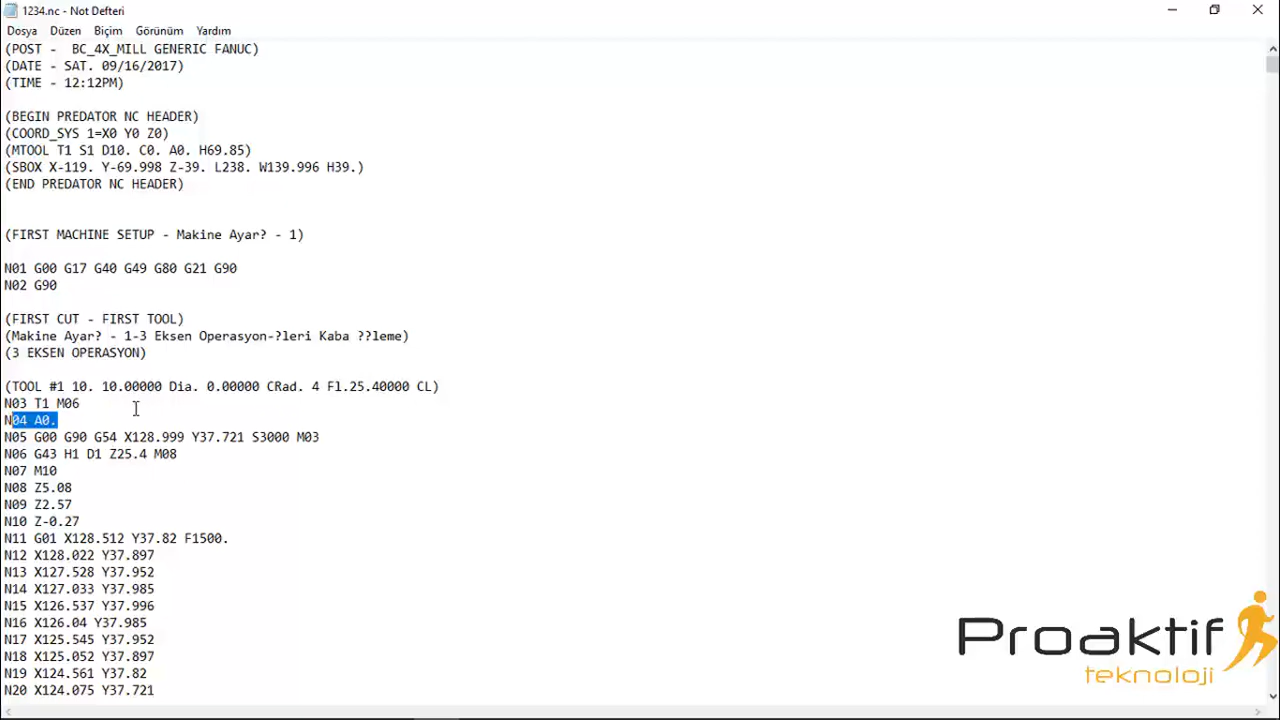 1234.nc - Not Defteri
Dosya Düzen Biçim Görünüm Yardım
(POST -  BC_4X_MILL GENERIC FANUC)
(DATE - SAT. 09/16/2017)
(TIME - 12:12PM)
(BEGIN PREDATOR NC HEADER)
(COORD_SYS 1=X0 Y0 Z0)
(MTOOL T1 S1 D10. C0. A0. H69.85)
(SBOX X-119. Y-69.998 Z-39. L238. W139.996 H39.)
(END PREDATOR NC HEADER)
(FIRST MACHINE SETUP - Makine Ayar? - 1)
N01 G00 G17 G40 G49 G80 G21 G90
N02 G90
(FIRST CUT - FIRST TOOL)
(Makine Ayar? - 1-3 Eksen Operasyon-?leri Kaba ??leme)
(3 EKSEN OPERASYON)
(TOOL #1 10. 10.00000 Dia. 0.00000 CRad. 4 Fl.25.40000 CL)
N03 T1 M06
N04 A0.
N05 G00 G90 G54 X128.999 Y37.721 S3000 M03
N06 G43 H1 D1 Z25.4 M08
N07 M10
N08 Z5.08
N09 Z2.57
N10 Z-0.27
N11 G01 X128.512 Y37.82 F1500.
N12 X128.022 Y37.897
N13 X127.528 Y37.952
N14 X127.033 Y37.985
N15 X126.537 Y37.996
N16 X126.04 Y37.985
N17 X125.545 Y37.952
N18 X125.052 Y37.897
N19 X124.561 Y37.82
N20 X124.075 Y37.721
Proaktif
teknoloji